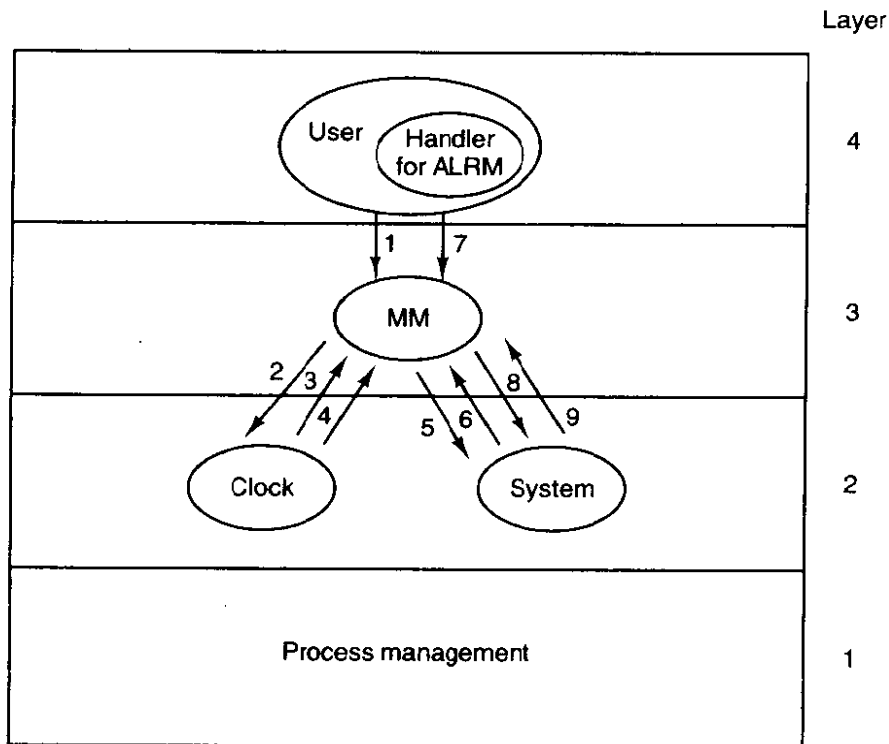 Layer
User
Handler
for ALRM
4
1
7
MM
3
2
3
4
5
6
8
9
Clock
System
2
Process management
1